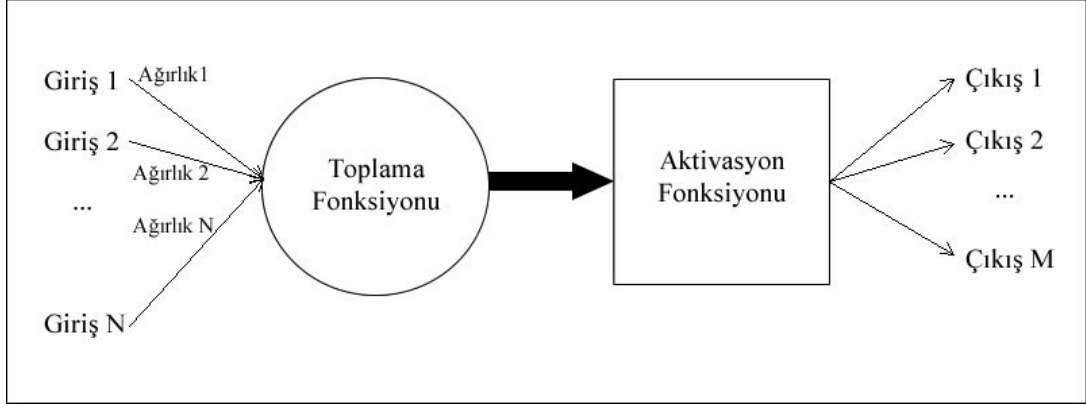 Giriş 1
Ağırlık1
Giriş 2
Ağırlık 2
...
Ağırlık N
Giriş N
Toplama
Fonksiyonu
Aktivasyon
Fonksiyonu
Çıkış 1
Çıkış 2
...
Çıkış M